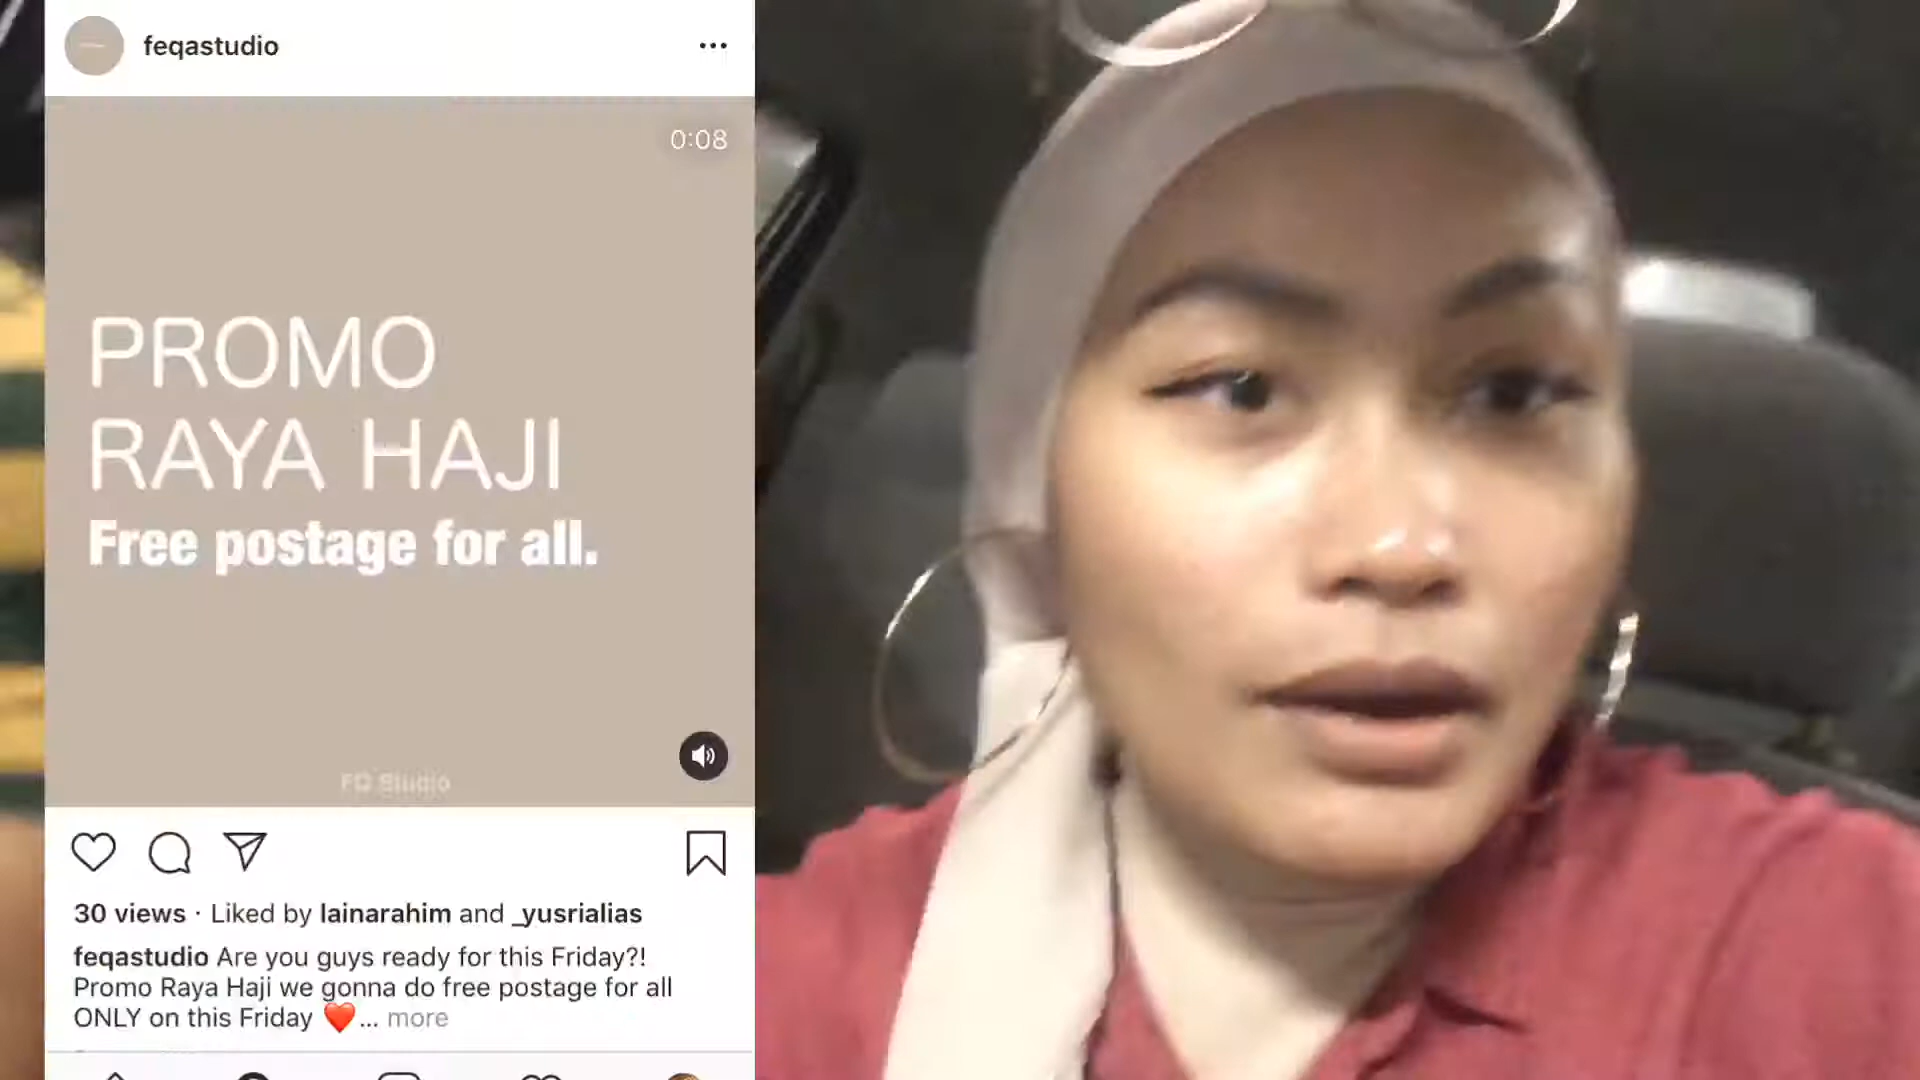 feqastudio
0:08
PROMO
RAYA HAJI
Free postage for all.
FQ Studio
30 views · Liked by lainarahim and _yusrialias
feqastudio Are you guys ready for this Friday?!
Promo Raya Haji we gonna do free postage for all
ONLY on this Friday ❤️ ... more